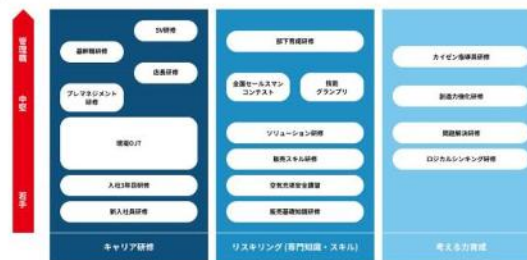 管理職
中堅
若手
SV研修
基幹職研修
店長研修
プレマネジメント
研修
現場OJT
入社3年目研修
新入社員研修
キャリア研修
部下育成研修
全国セールスマン
コンテスト
技能
グランプリ
ソリューション研修
販売スキル研修
空気充填安全講習
販売基礎知識研修
リスキリング (専門知識・スキル)
カイゼン指導員研修
創造力強化研修
問題解決研修
ロジカルシンキング研修
考える力育成